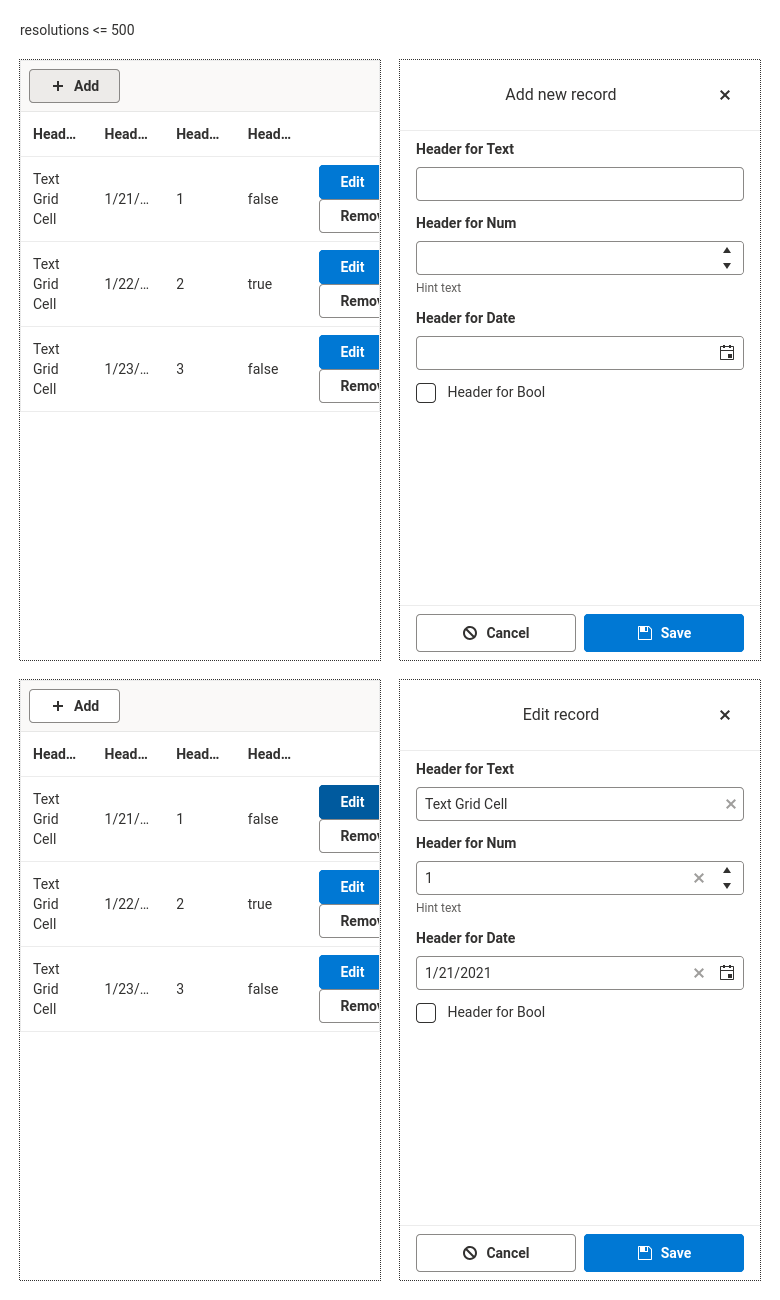 resolutions <= 500
Add
Head... Head... Head... Head...
Text
Grid
Cell
1/21/... 1 false
Edit
Remov
Text
Grid
Cell
1/22/... 2 true
Edit
Remov
Text
Grid
Cell
1/23/... 3 false
Edit
Remov
Add new record
Header for Text
Header for Num
Hint text
Header for Date
Header for Bool
Cancel Save
Add
Head... Head... Head... Head...
Text
Grid
Cell
1/21/... 1 false
Edit
Remov
Text
Grid
Cell
1/22/... 2 true
Edit
Remov
Text
Grid
Cell
1/23/... 3 false
Edit
Remov
Edit record
Header for Text
Text Grid Cell
Header for Num
1
Hint text
Header for Date
1/21/2021
Header for Bool
Cancel Save